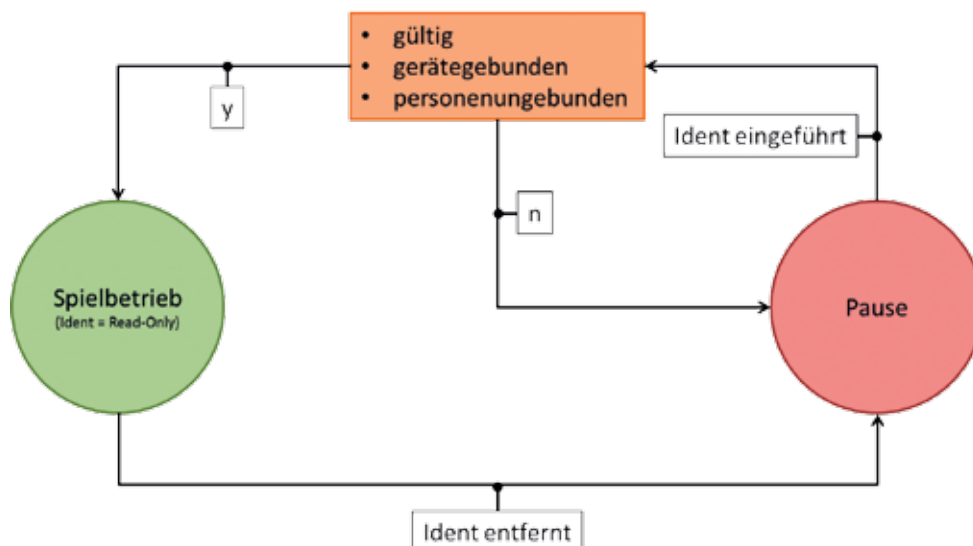 • gültig
• gerätegebunden
• personenungebunden
y
Ident eingeführt
n
Spielbetrieb
(Ident = Read-Only)
Pause
Ident entfernt